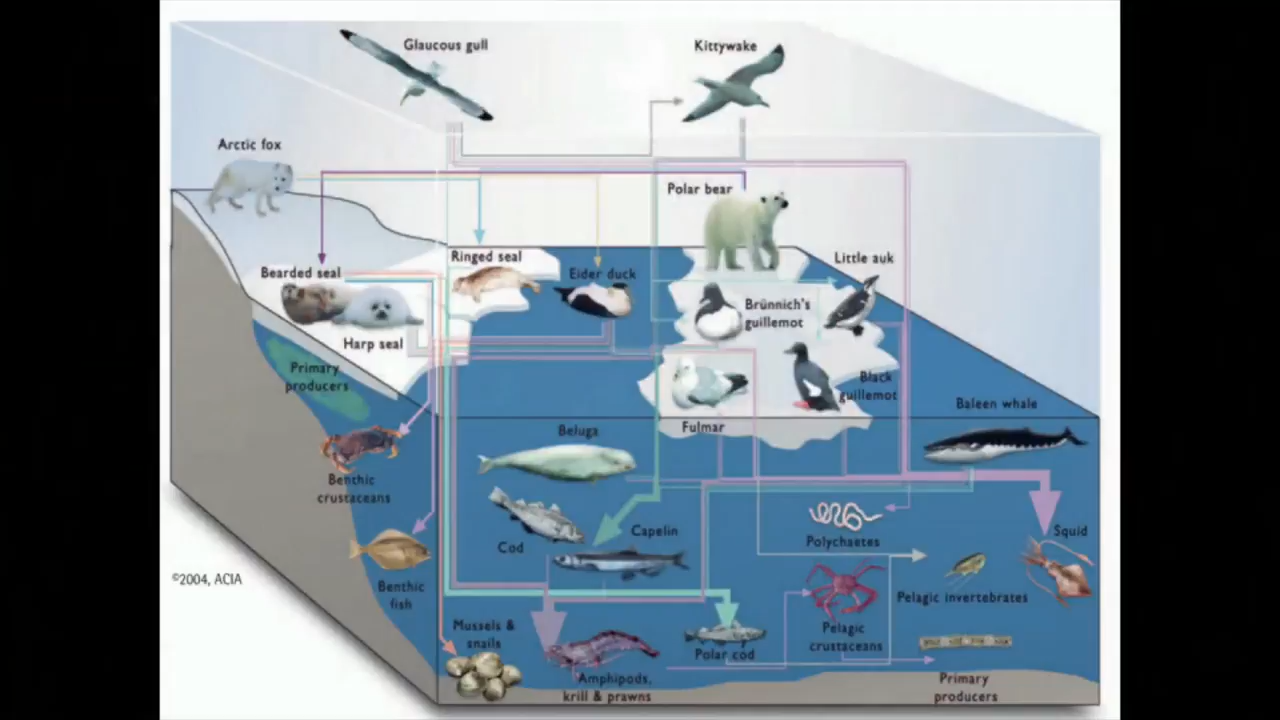 Glaucous gull
Kittywake
Arctic fox
Polar bear
Ringed seal
Little auk
Bearded seal
Eider duck
Brünnich's
guillemot
Harp seal
Primary
producers
Black
guillemot
Baleen whale
Fulmar
Beluga
Benthic
crustaceans
Capelin
Squid
Cod
Polychaetes
©2004, ACIA
Benthic
fish
Pelagic invertebrates
Mussels &
snails
Pelagic
crustaceans
Polar cod
Amphipods,
krill & prawns
Primary
producers